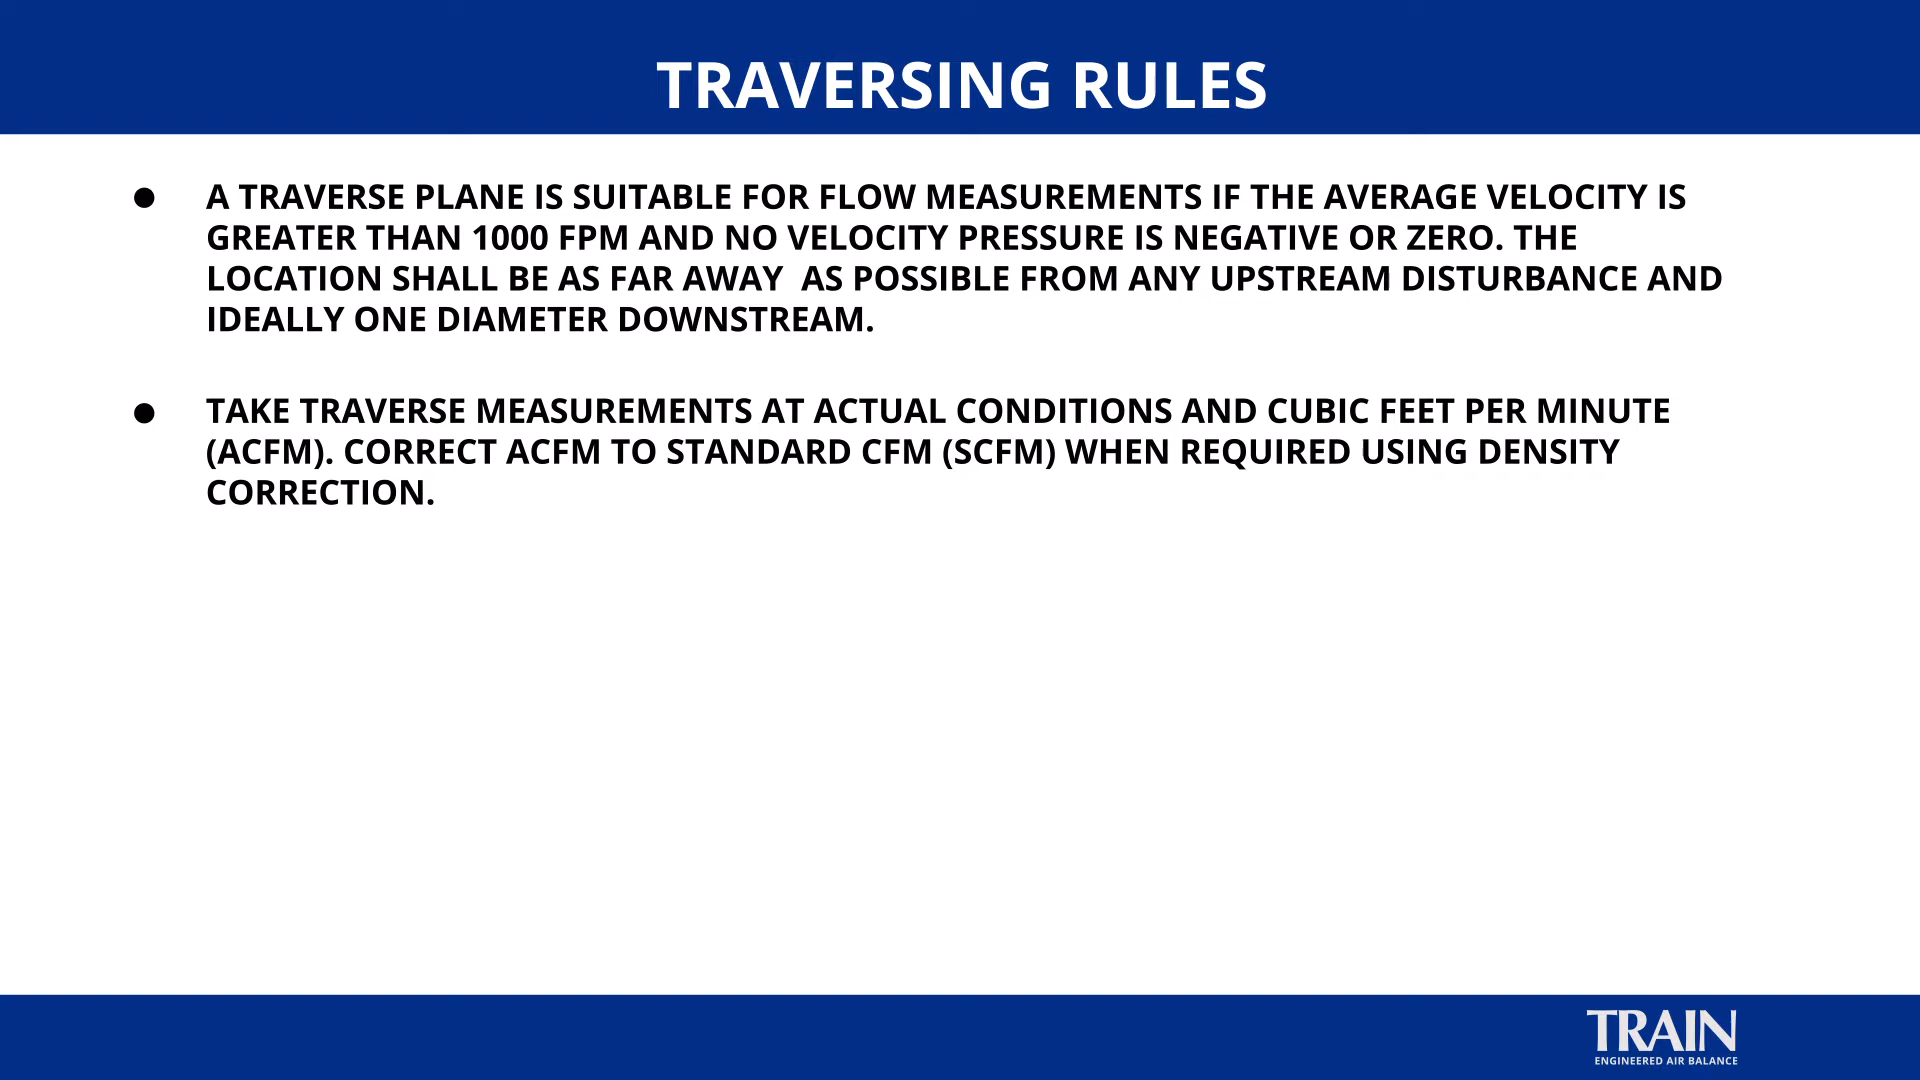 TRAVERSING RULES
● A TRAVERSE PLANE IS SUITABLE FOR FLOW MEASUREMENTS IF THE AVERAGE VELOCITY IS
GREATER THAN 1000 FPM AND NO VELOCITY PRESSURE IS NEGATIVE OR ZERO. THE
LOCATION SHALL BE AS FAR AWAY  AS POSSIBLE FROM ANY UPSTREAM DISTURBANCE AND
IDEALLY ONE DIAMETER DOWNSTREAM.
● TAKE TRAVERSE MEASUREMENTS AT ACTUAL CONDITIONS AND CUBIC FEET PER MINUTE
(ACFM). CORRECT ACFM TO STANDARD CFM (SCFM) WHEN REQUIRED USING DENSITY
CORRECTION.
TRAIN
ENGINEERED AIR BALANCE